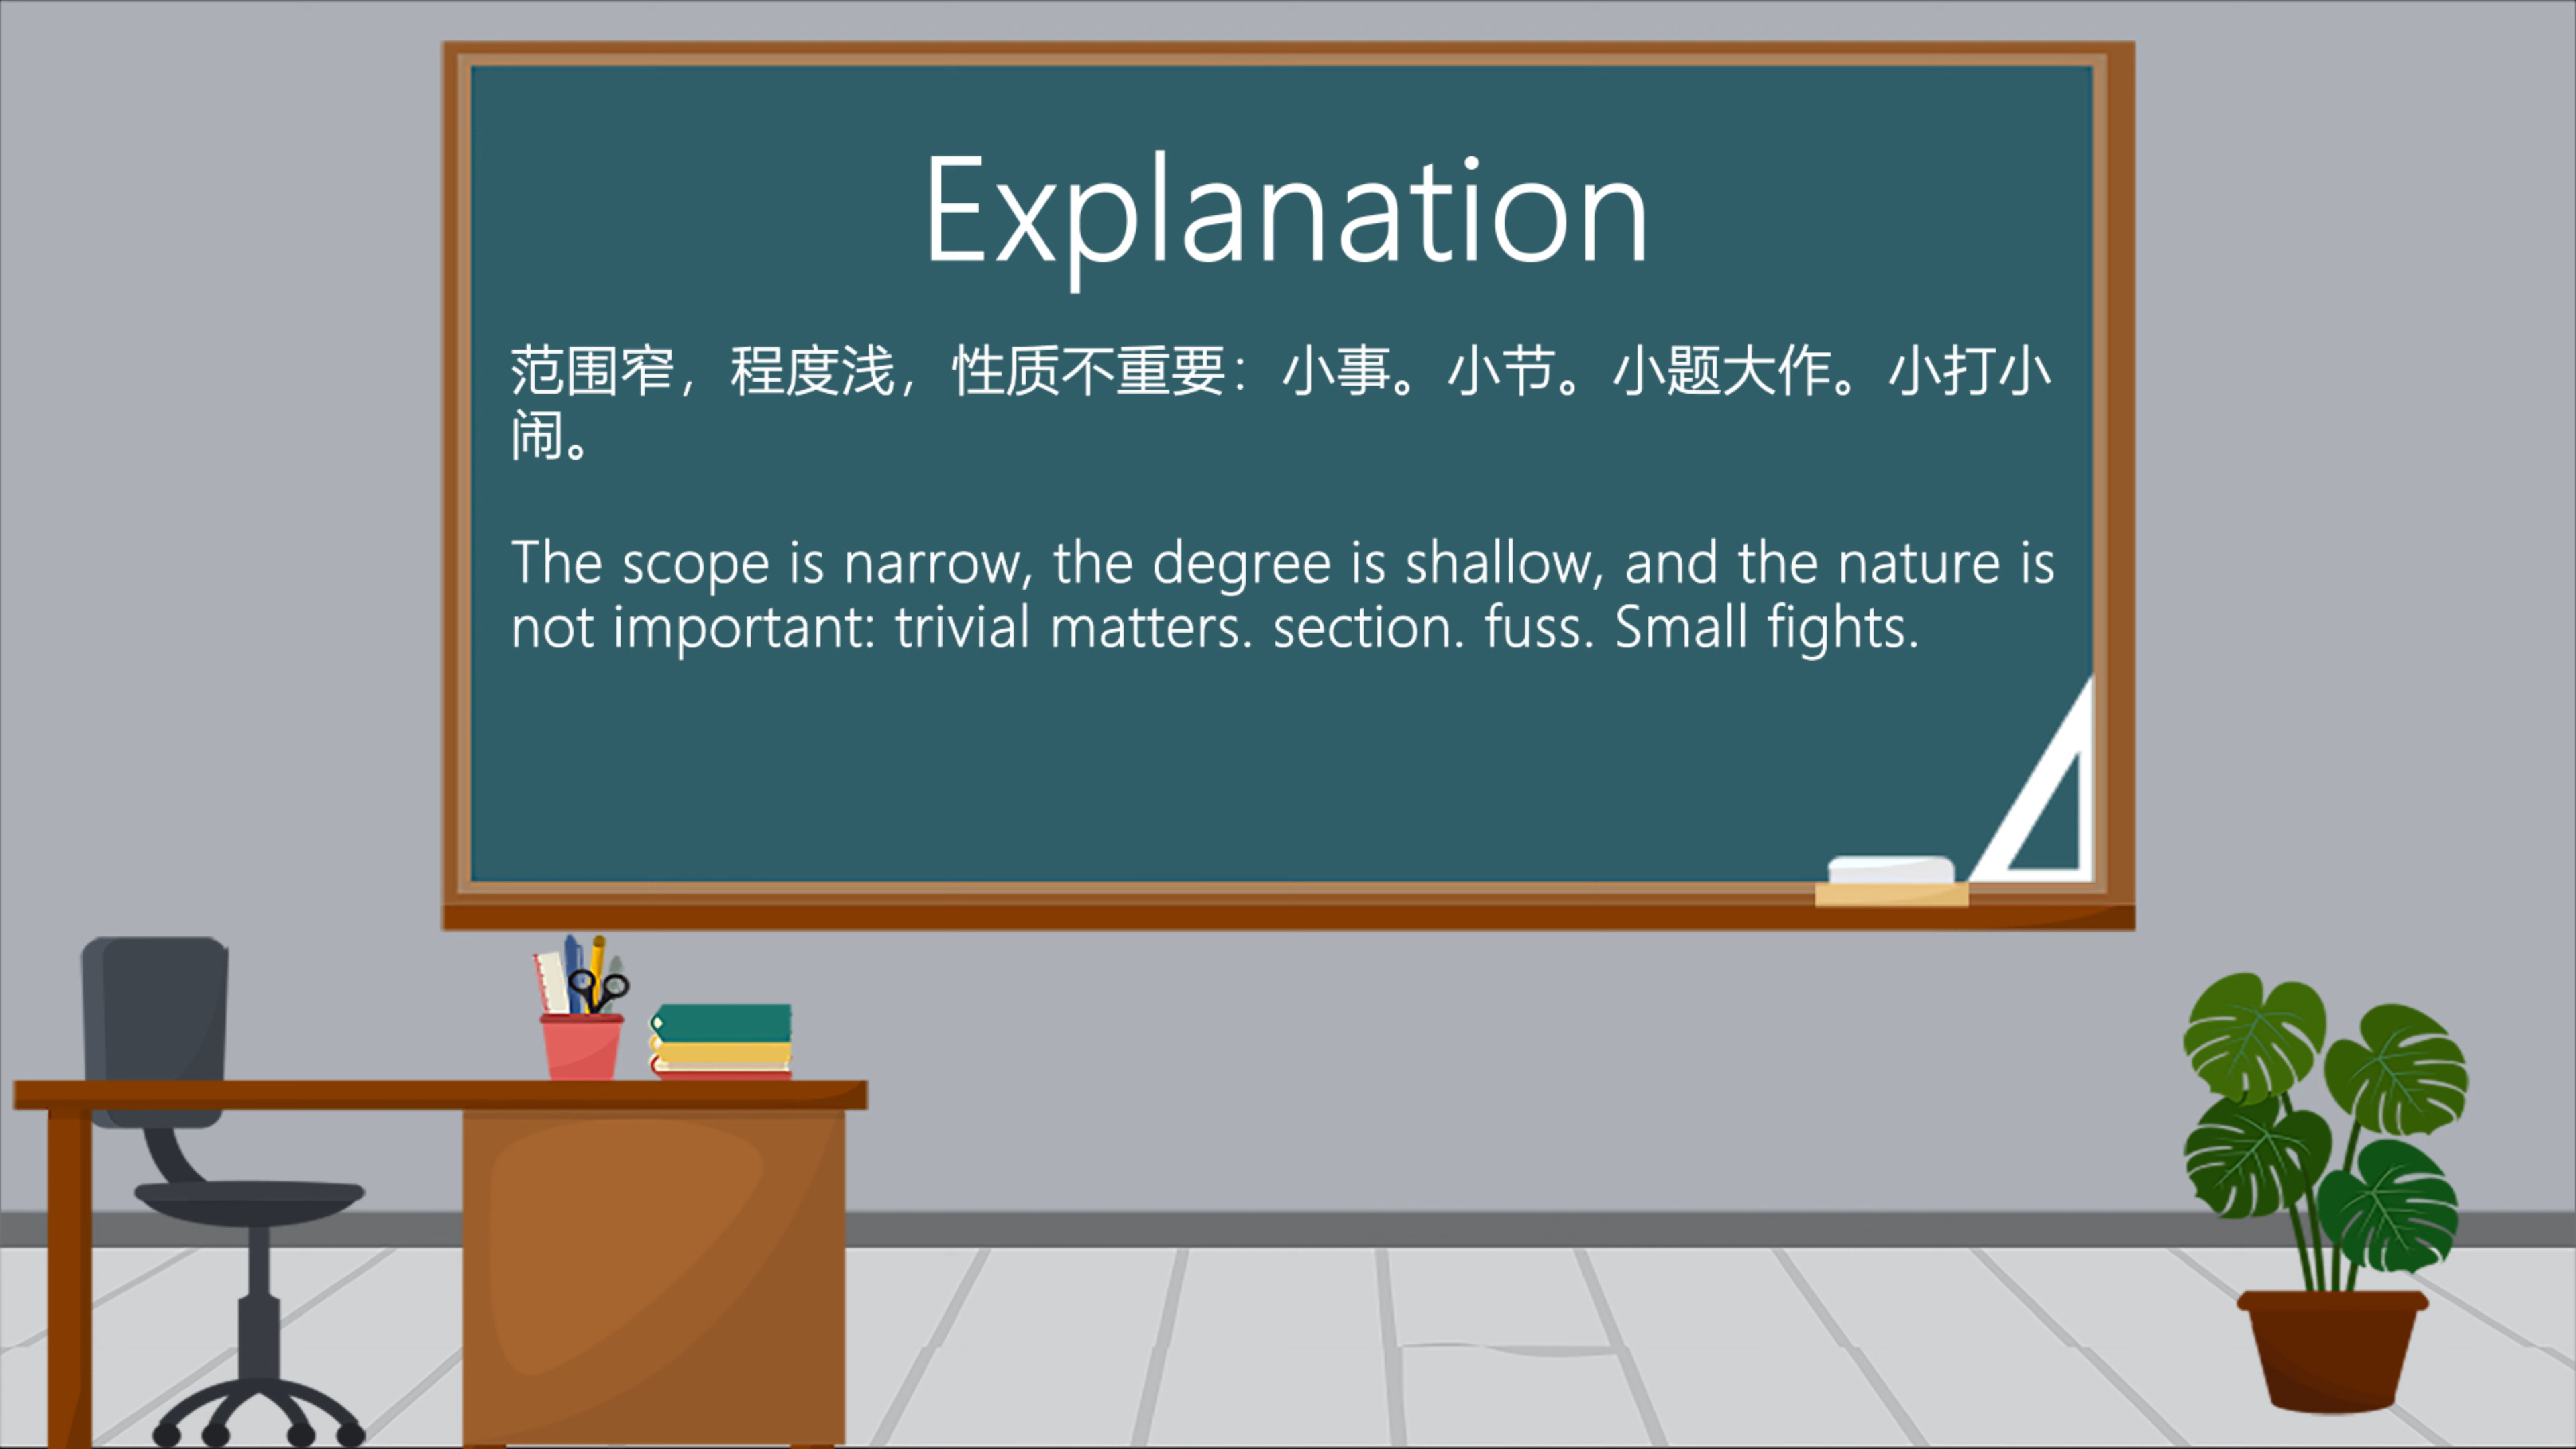 Explanation
范围窄，程度浅，性质不重要：小事。小节。小题大作。小打小
闹。
The scope is narrow, the degree is shallow, and the nature is
not important: trivial matters. section. fuss. Small fights.